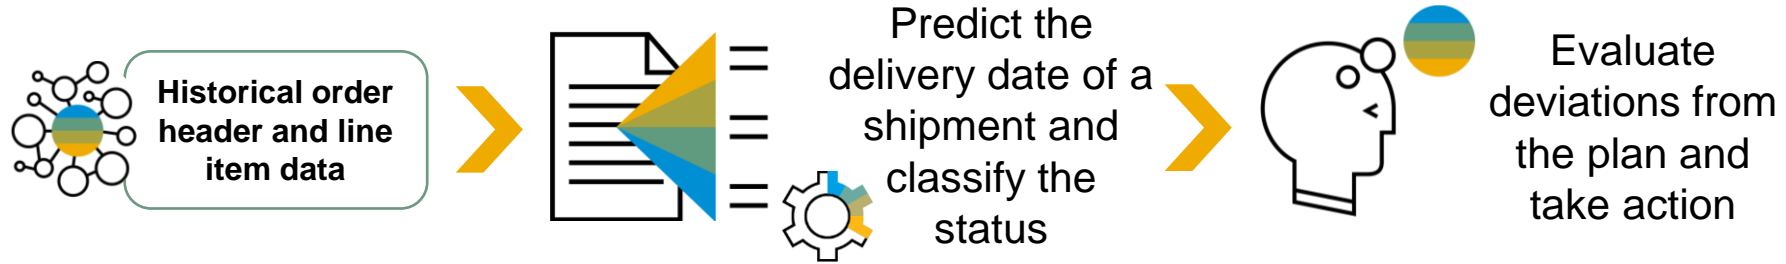 Historical order
header and line
item data
Predict the
delivery date of a
shipment and
classify the
status
Evaluate
deviations from
the plan and
take action